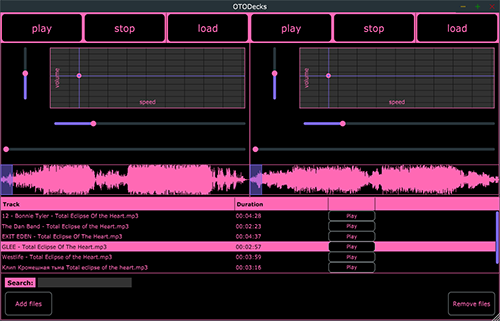 OTODecks
play stop load play stop load
volume volume
speed speed
Track Duration
12 - Bonnie Tyler - Total Eclipse Of the Heart.mp3 00:04:28 Play
The Dan Band - Total Eclipse of the Heart.mp3 00:02:23 Play
EXIT EDEN - Total Eclipse Of The Heart.mp3 00:04:37 Play
GLEE - Total Eclipse Of The Heart.mp3 00:02:57 Play
Westlife - Total Eclipse of the Heart.mp3 00:03:59 Play
Клип Кромешная тьма Total eclipse of the heart.mp3 00:03:16 Play
Search:
Add files Remove files